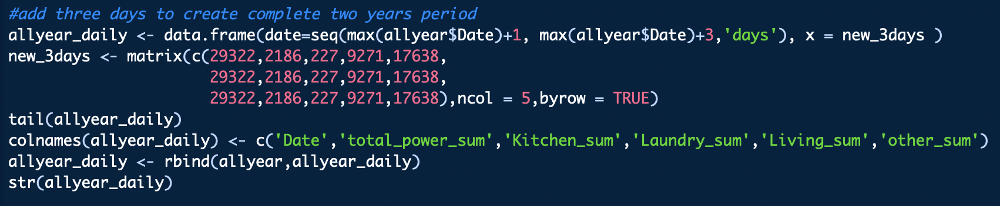 #add three days to create complete two years period
allyear_daily <- data.frame(date=seq(max(allyear$Date)+1, max(allyear$Date)+3,'days'), x = new_3days )
new_3days <- matrix(c(29322,2186,227,9271,17638,
29322,2186,227,9271,17638,
29322,2186,227,9271,17638),ncol = 5,byrow = TRUE)
tail(allyear_daily)
colnames(allyear_daily) <- c('Date','total_power_sum','Kitchen_sum','Laundry_sum','Living_sum','other_sum')
allyear_daily <- rbind(allyear,allyear_daily)
str(allyear_daily)